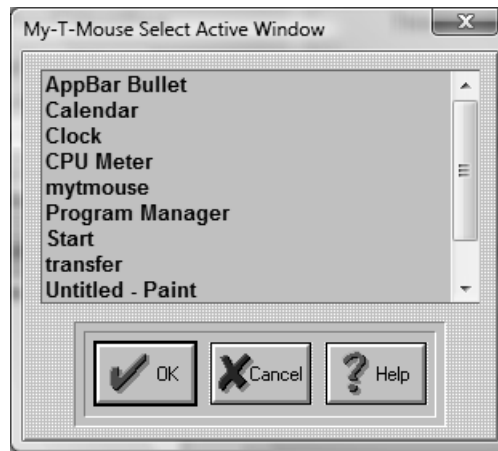 My-T-Mouse Select Active Window
AppBar Bullet
Calendar
Clock
CPU Meter
mytmouse
Program Manager
Start
transfer
Untitled - Paint
OK
Cancel
Help